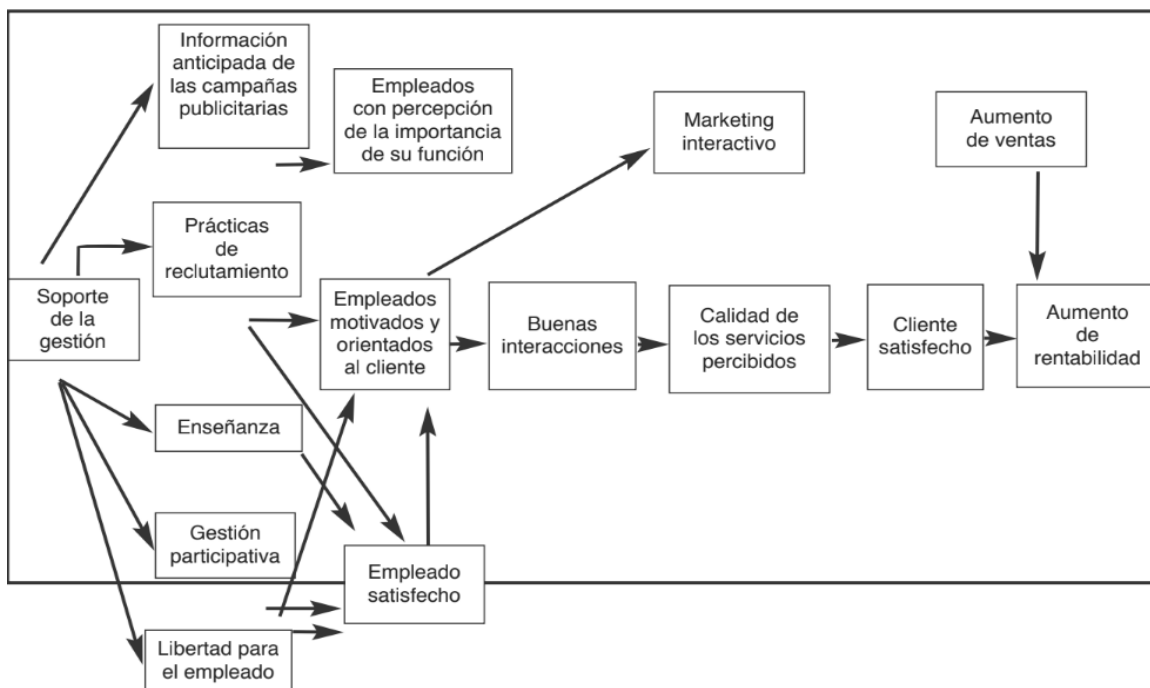 Información
anticipada de
las campañas
publicitarias
Empleados
con percepción
de la importancia
de su función
Marketing
interactivo
Aumento
de ventas
Prácticas
de
reclutamiento
Soporte
de la
gestión
Empleados
motivados y
orientados
al cliente
Buenas
interacciones
Calidad de
los servicios
percibidos
Cliente
satisfecho
Aumento
de
rentabilidad
Enseñanza
Gestión
participativa
Empleado
satisfecho
Libertad para
el empleado